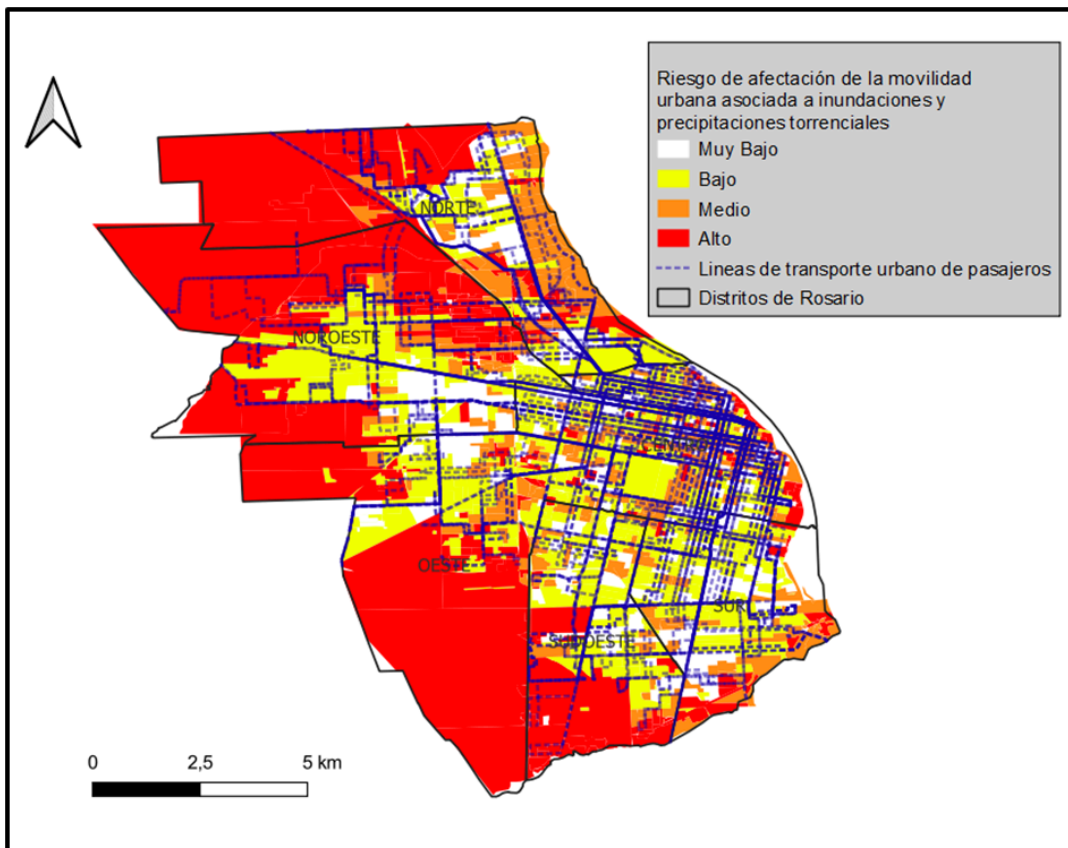 Riesgo de afectación de la movilidad
urbana asociada a inundaciones y
precipitaciones torrenciales
Muy Bajo
Bajo
Medio
Alto
Lineas de transporte urbano de pasajeros
Distritos de Rosario
NORTE
NOROESTE
OESTE
SUR
SUDOESTE
0 2,5 5 km